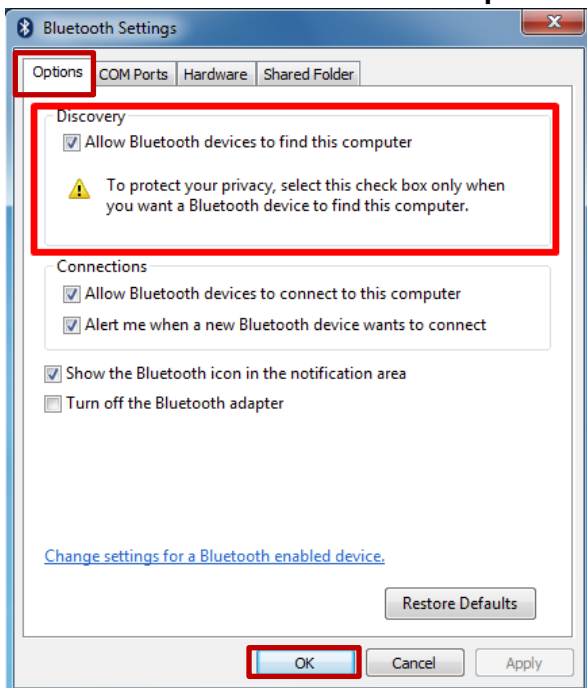 Bluetooth Settings
Options COM Ports Hardware Shared Folder
Discovery
Allow Bluetooth devices to find this computer
To protect your privacy, select this check box only when
you want a Bluetooth device to find this computer.
Connections
Allow Bluetooth devices to connect to this computer
Alert me when a new Bluetooth device wants to connect
Show the Bluetooth icon in the notification area
Turn off the Bluetooth adapter
Change settings for a Bluetooth enabled device.
Restore Defaults
OK Cancel Apply